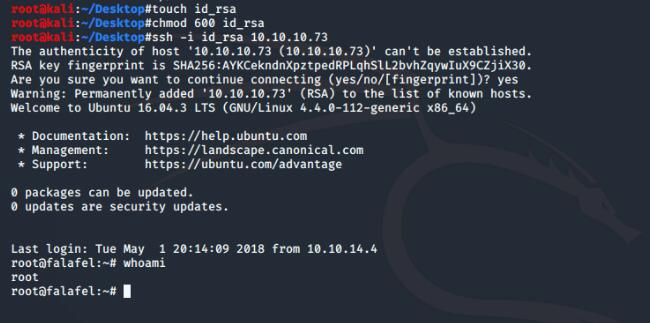 root@kali:~/Desktop#touch id_rsa
root@kali:~/Desktop#chmod 600 id_rsa
root@kali:~/Desktop#ssh -i id_rsa 10.10.10.73
The authenticity of host '10.10.10.73 (10.10.10.73)' can't be established.
RSA key fingerprint is SHA256:AYKCekndnXpztpedRPLqhSlL2bvhZqywIuX9CZjiX30.
Are you sure you want to continue connecting (yes/no/[fingerprint])? yes
Warning: Permanently added '10.10.10.73' (RSA) to the list of known hosts.
Welcome to Ubuntu 16.04.3 LTS (GNU/Linux 4.4.0-112-generic x86_64)
* Documentation:  https://help.ubuntu.com
* Management:     https://landscape.canonical.com
* Support:        https://ubuntu.com/advantage
0 packages can be updated.
0 updates are security updates.
Last login: Tue May  1 20:14:09 2018 from 10.10.14.4
root@falafel:~# whoami
root
root@falafel:~#